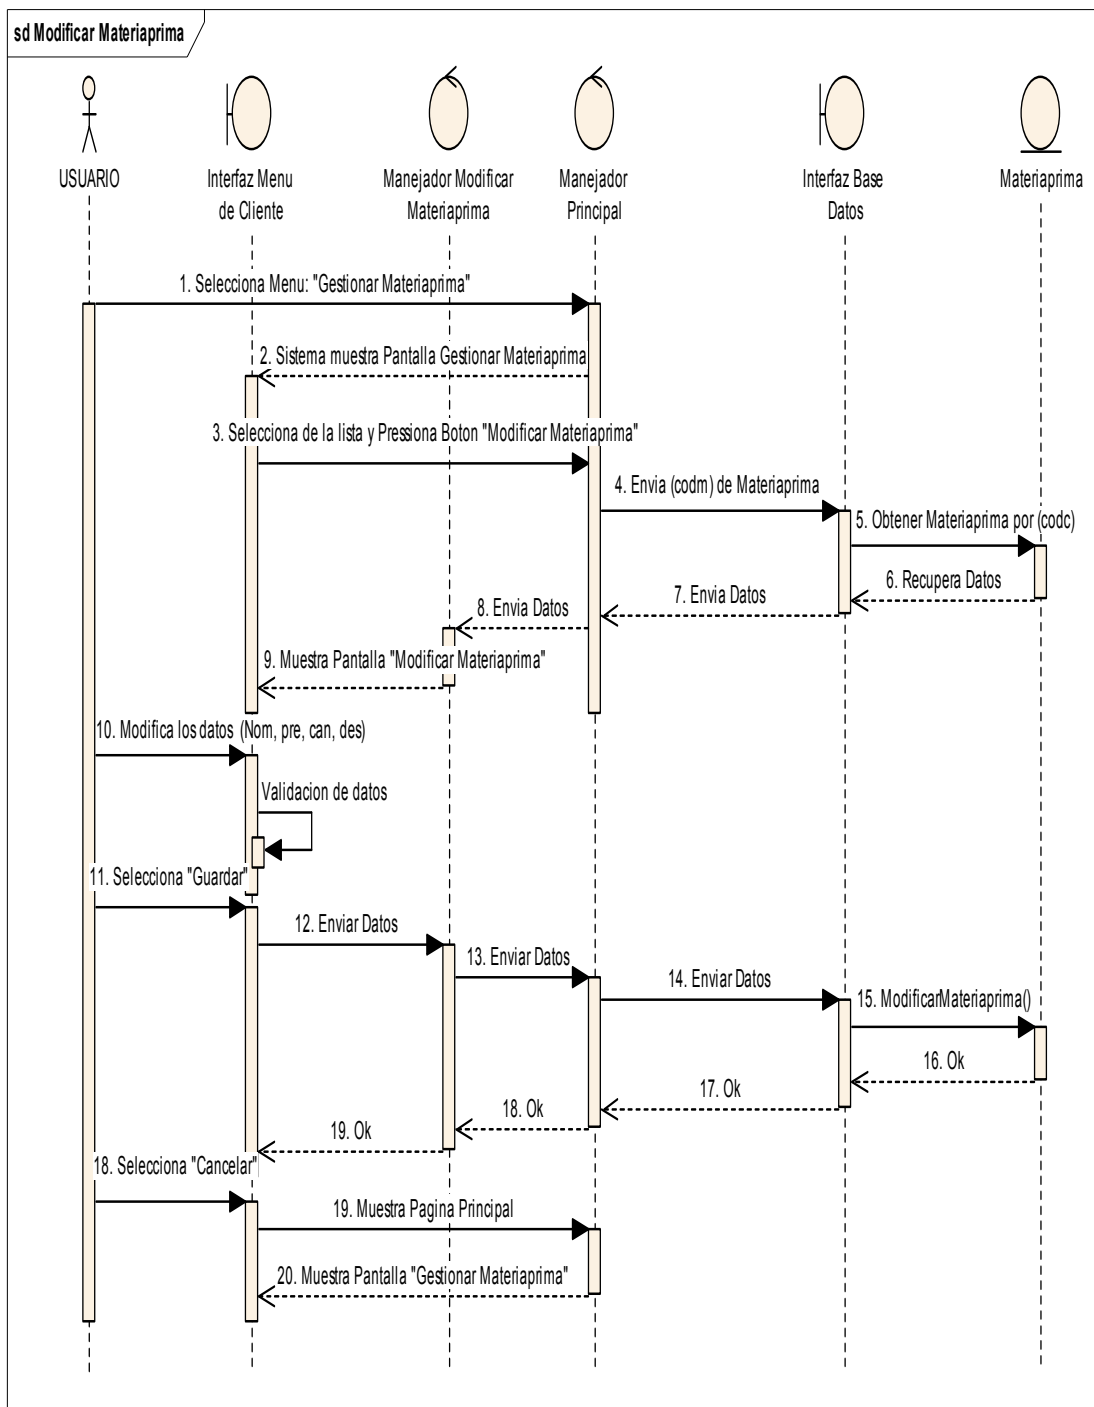 sd Modificar Materiaprima
USUARIO
Interfaz Menu
de Cliente
Manejador Modificar
Materiaprima
Manejador
Principal
Interfaz Base
Datos
Materiaprima
1. Selecciona Menu: "Gestionar Materiaprima"
2. Sistema muestra Pantalla Gestionar Materiaprima
3. Selecciona de la lista y Pressiona Boton "Modificar Materiaprima"
4. Envia (codm) de Materiaprima
5. Obtener Materiaprima por (codc)
6. Recupera Datos
7. Envia Datos
8. Envia Datos
9. Muestra Pantalla "Modificar Materiaprima"
10. Modifica los datos (Nom, pre, can, des)
Validacion de datos
11. Selecciona "Guardar"
12. Enviar Datos
13. Enviar Datos
14. Enviar Datos
15. ModificarMateriaprima()
16. Ok
17. Ok
18. Ok
19. Ok
18. Selecciona "Cancelar"
19. Muestra Pagina Principal
20. Muestra Pantalla "Gestionar Materiaprima"